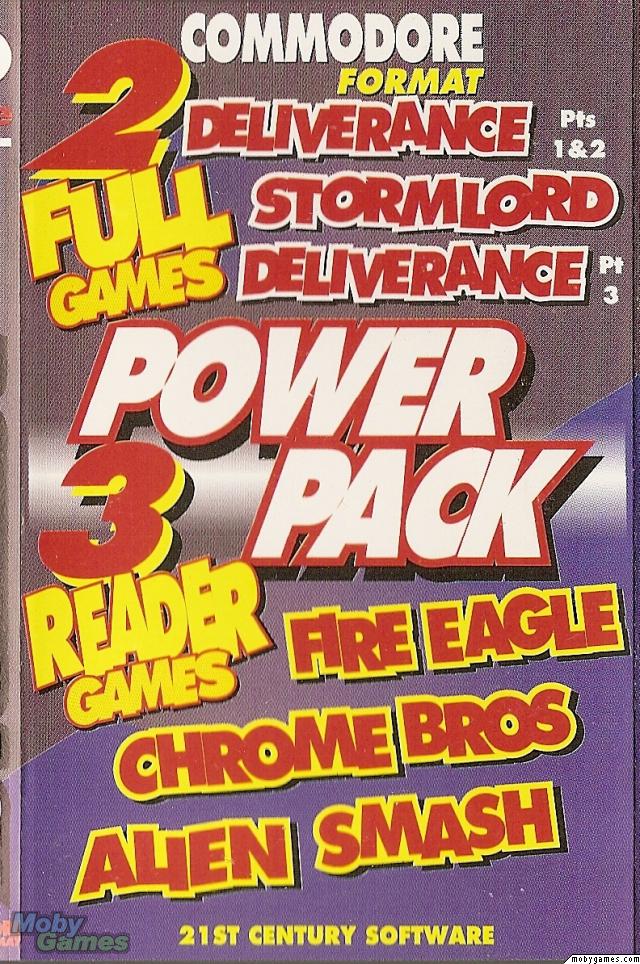 COMMODORE
FORMAT
2
FULL
GAMES
DELIVERANCE Pts 1&2
STORMLORD
DELIVERANCE Pt 3
POWER
PACK
3
READER
GAMES
FIRE EAGLE
CHROME BROS
ALIEN SMASH
21ST CENTURY SOFTWARE
Moby
Games
mobygames.com